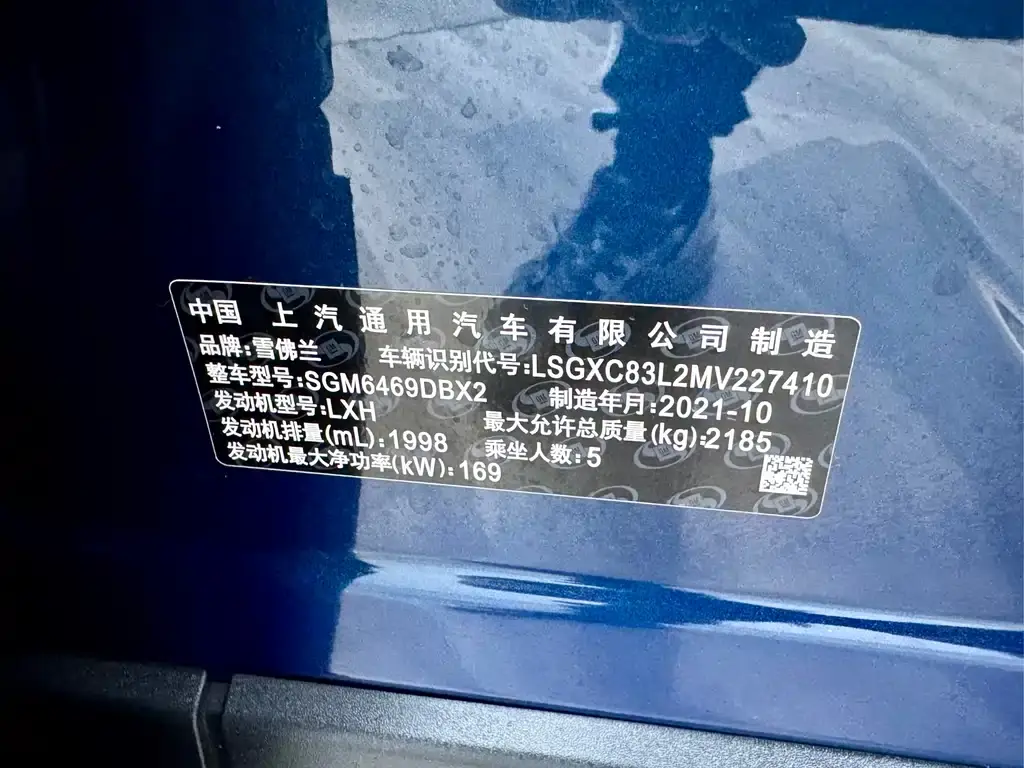 中国 上汽通用汽车有限公司制造
品牌:雪佛兰 车辆识别代号:LSGXC83L2MV227410
整车型号:SGM6469DBX2 制造年月:2021-10
发动机型号:LXH 最大允许总质量(kg):2185
发动机排量(mL):1998 乘坐人数:5
发动机最大净功率(kW):169